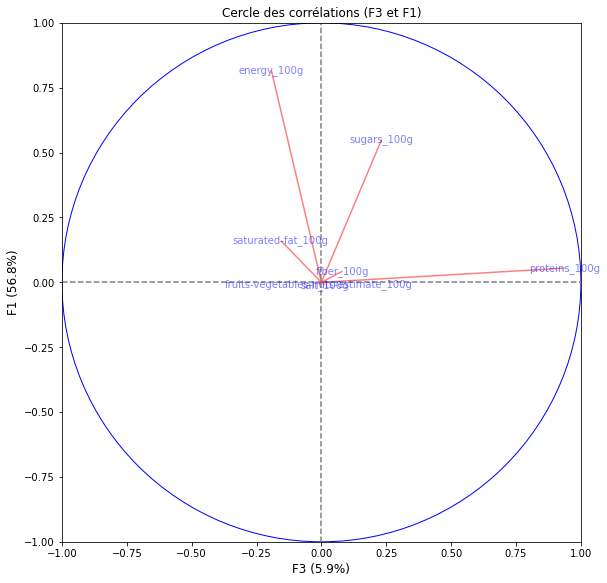 Cercle des corrélations (F3 et F1)
1.00
energy_100g
0.75
sugars_100g
0.50
0.25
saturated-fat_100g
fiber_100g
proteins_100g
0.00
salt_100g
F1 (56.8%)
−0.25
−0.50
−0.75
−1.00
−1.00 −0.75 −0.50 −0.25 0.00 0.25 0.50 0.75 1.00
F3 (5.9%)